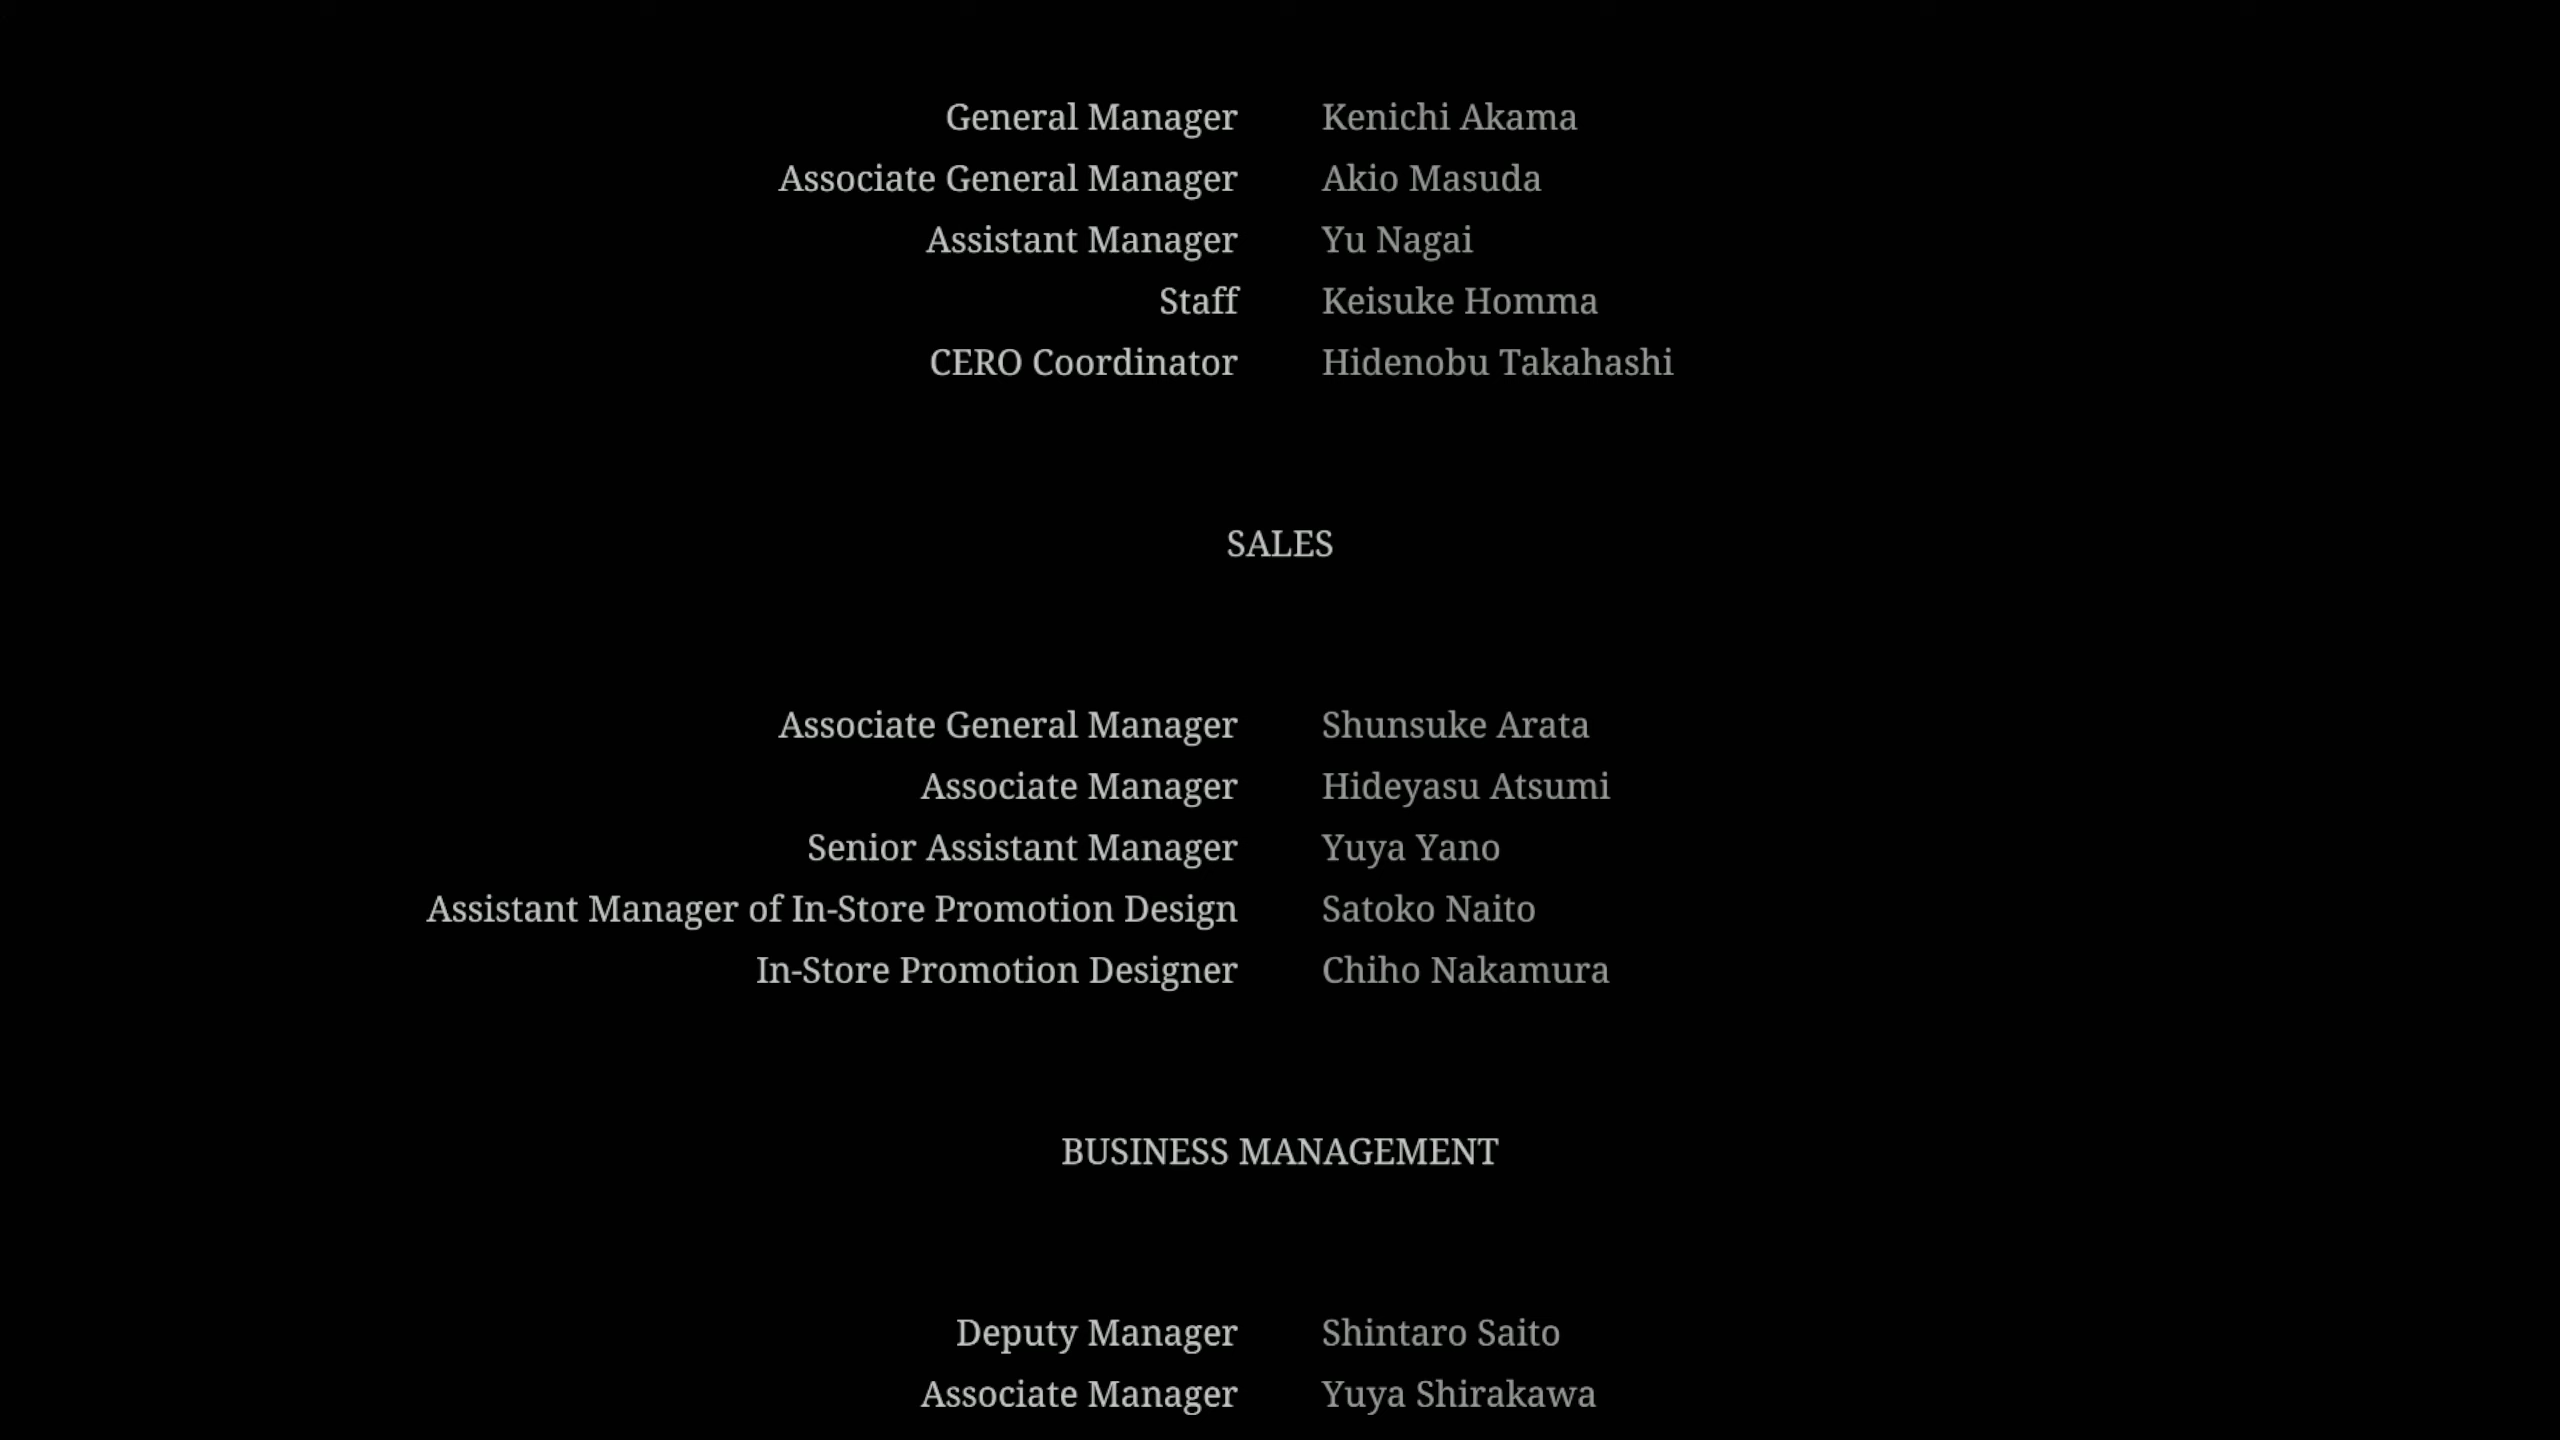 General Manager Kenichi Akama
Associate General Manager Akio Masuda
Assistant Manager Yu Nagai
Staff Keisuke Homma
CERO Coordinator Hidenobu Takahashi
SALES
Associate General Manager Shunsuke Arata
Associate Manager Hideyasu Atsumi
Senior Assistant Manager Yuya Yano
Assistant Manager of In-Store Promotion Design Satoko Naito
In-Store Promotion Designer Chiho Nakamura
BUSINESS MANAGEMENT
Deputy Manager Shintaro Saito
Associate Manager Yuya Shirakawa